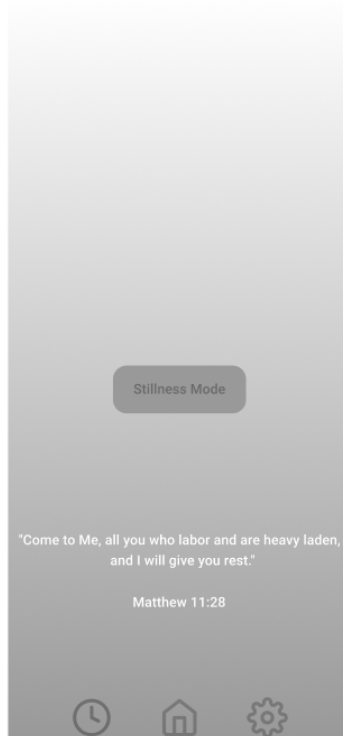 Stillness Mode
"Come to Me, all you who labor and are heavy laden,
and I will give you rest."
Matthew 11:28